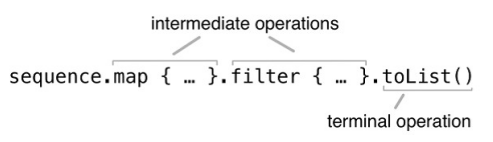 intermediate operations
sequence.map { … }.filter { … }.toList()
terminal operation